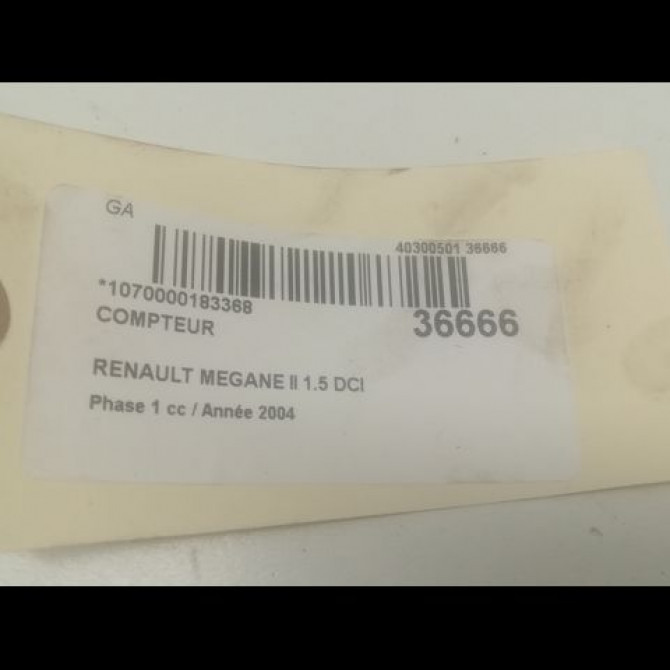 GA
40300501 36666
*1070000183368
36666
COMPTEUR
RENAULT MEGANE II 1.5 DCI
Phase 1 cc / Année 2004